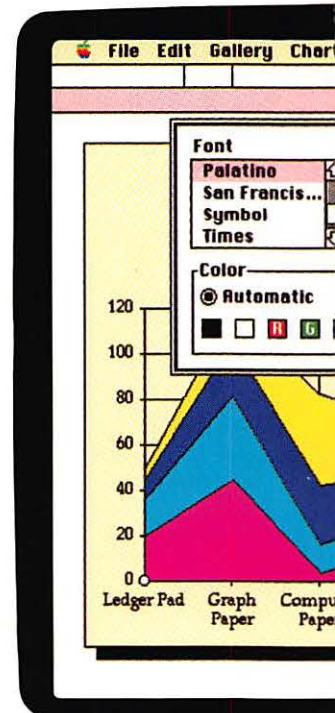 File Edit Gallery Chart
Font
Palatino
San Francis...
Symbol
Times
Color
Automatic
R G
120
100
80
60
40
20
0
Ledger Pad Graph
Paper